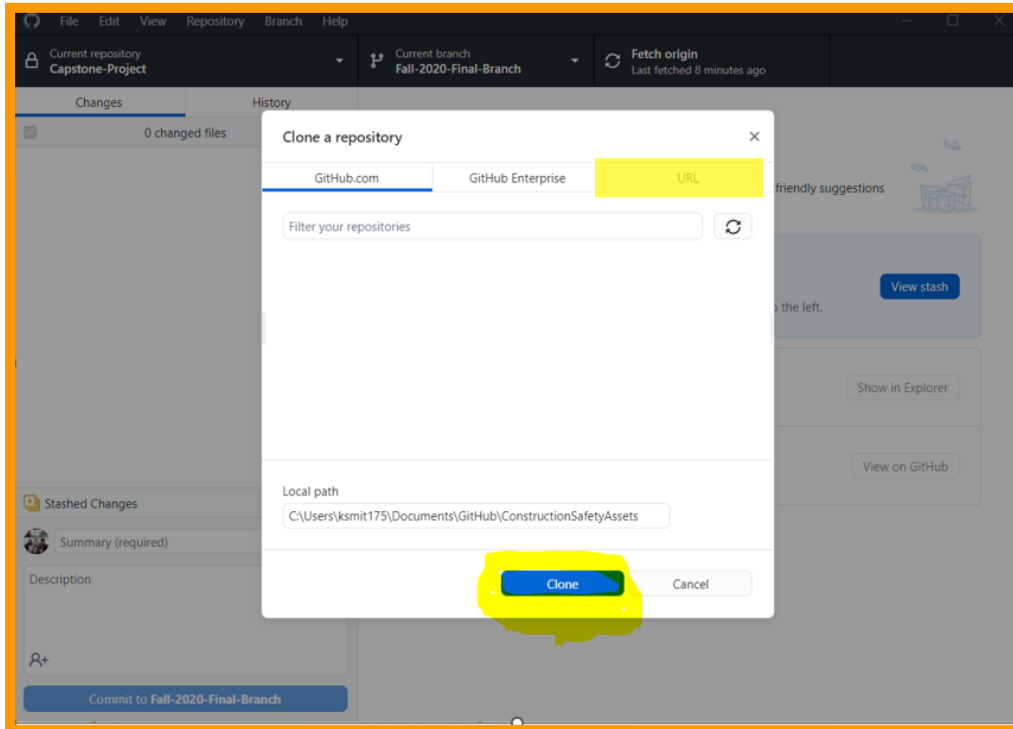 File Edit View Repository Branch Help
Current repository
Capstone-Project
Current branch
Fall-2020-Final-Branch
Fetch origin
Last fetched 8 minutes ago
Changes History
0 changed files
Clone a repository
GitHub.com GitHub Enterprise URL
friendly suggestions
Filter your repositories
View stash
the left.
Show in Explorer
View on GitHub
Local path
C:\Users\ksmit175\Documents\GitHub\ConstructionSafetyAssets
Stashed Changes
Summary (required)
Clone Cancel
Description
Commit to Fall-2020-Final-Branch